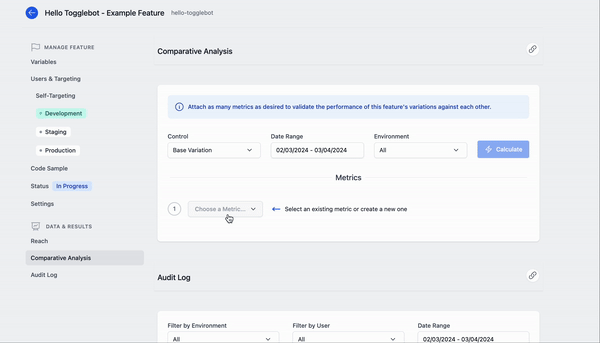 Hello Togglebot - Example Feature hello-togglebot
MANAGE FEATURE
Variables
Users & Targeting
Self-Targeting
Development
Staging
Production
Code Sample
Status In Progress
Settings
DATA & RESULTS
Reach
Comparative Analysis
Audit Log
Comparative Analysis
Attach as many metrics as desired to validate the performance of this feature's variations against each other.
Control Date Range Environment
Base Variation 02/03/2024 - 03/04/2024 All Calculate
Metrics
1 Choose a Metric... Select an existing metric or create a new one
Audit Log
Filter by Environment Filter by User Date Range
All All 02/03/2024 - 03/04/2024